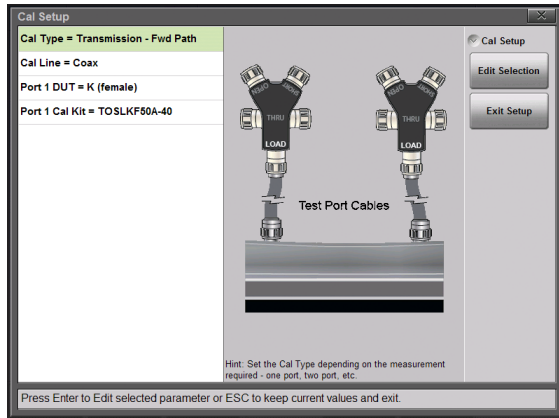 Cal Setup
Cal Type = Transmission - Fwd Path
Cal Line = Coax
Port 1 DUT = K (female)
Port 1 Cal Kit = TOSLKF50A-40
OPEN
SHORT
THRU
LOAD
OPEN
SHORT
THRU
LOAD
Test Port Cables
Hint: Set the Cal Type depending on the measurement
required - one port, two port, etc.
Cal Setup
Edit Selection
Exit Setup
Press Enter to Edit selected parameter or ESC to keep current values and exit.